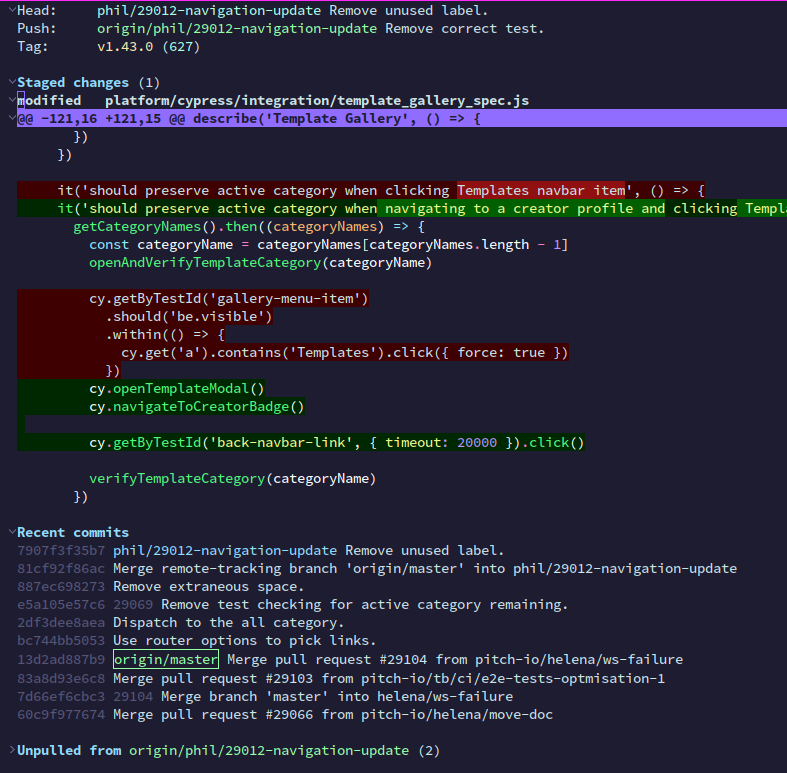 Head:     phil/29012-navigation-update Remove unused label.
Push:     origin/phil/29012-navigation-update Remove correct test.
Tag:      v1.43.0 (627)
Staged changes (1)
modified   platform/cypress/integration/template_gallery_spec.js
@@ -121,16 +121,15 @@ describe('Template Gallery', () => {
      })
    })
    it('should preserve active category when clicking Templates navbar item', () => {
    it('should preserve active category when navigating to a creator profile and clicking Templ
      getCategoryNames().then((categoryNames) => {
        const categoryName = categoryNames[categoryNames.length - 1]
        openAndVerifyTemplateCategory(categoryName)
        cy.getByTestId('gallery-menu-item')
          .should('be.visible')
          .within(() => {
            cy.get('a').contains('Templates').click({ force: true })
          })
        cy.openTemplateModal()
        cy.navigateToCreatorBadge()
        cy.getByTestId('back-navbar-link', { timeout: 20000 }).click()
        verifyTemplateCategory(categoryName)
      })
Recent commits
7907f3f35b7 phil/29012-navigation-update Remove unused label.
81cf92f86ac Merge remote-tracking branch 'origin/master' into phil/29012-navigation-update
887ec698273 Remove extraneous space.
e5a105e57c6 29069 Remove test checking for active category remaining.
2df3dee8aea Dispatch to the all category.
bc744bb5053 Use router options to pick links.
13d2ad887b9 origin/master Merge pull request #29104 from pitch-io/helena/ws-failure
83a8d93e6c8 Merge pull request #29103 from pitch-io/tb/ci/e2e-tests-optmisation-1
7d66ef6cbc3 29104 Merge branch 'master' into helena/ws-failure
60c9f977674 Merge pull request #29066 from pitch-io/helena/move-doc
Unpulled from origin/phil/29012-navigation-update (2)